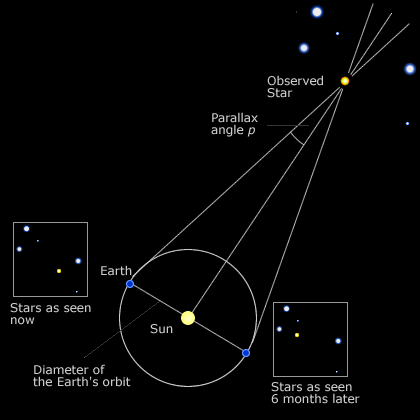 Observed
Star
Parallax
angle p
Earth
Stars as seen
now
Sun
Diameter of
the Earth's orbit
Stars as seen
6 months later